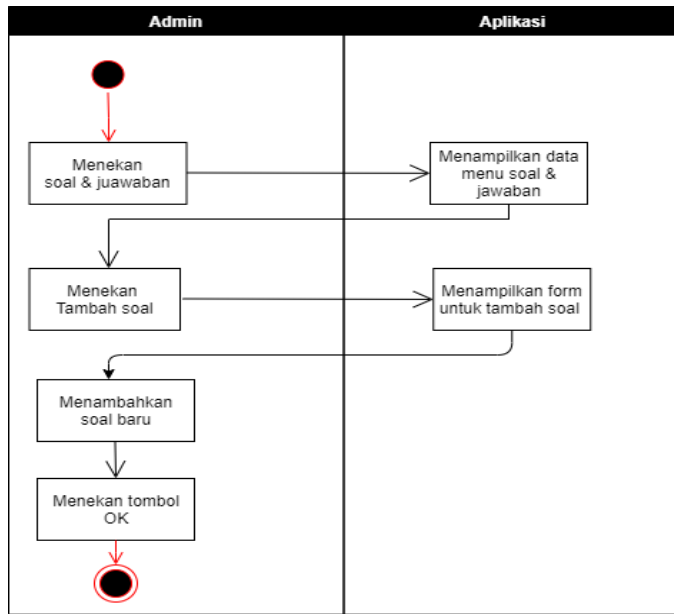 Admin
Aplikasi
Menekan
soal & juawaban
Menampilkan data
menu soal &
jawaban
Menekan
Tambah soal
Menampilkan form
untuk tambah soal
Menambahkan
soal baru
Menekan tombol
OK